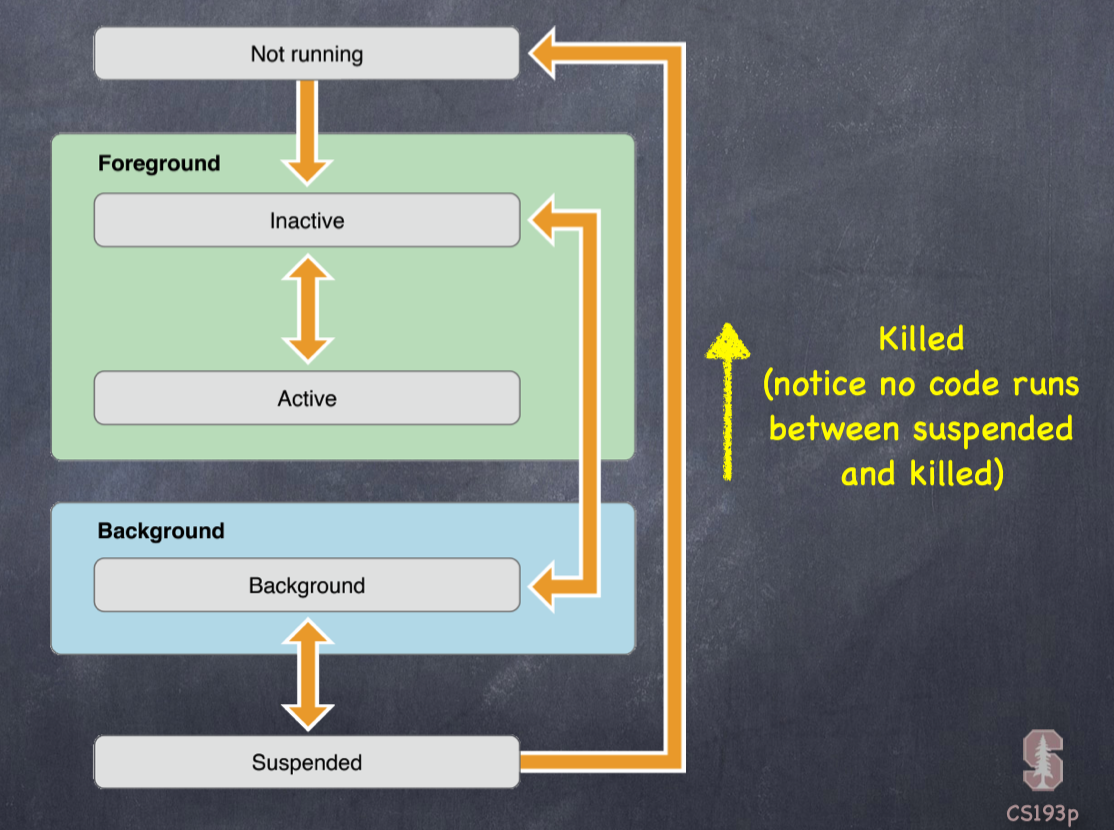 Not running
Foreground
Inactive
Active
Background
Background
Suspended
Killed
(notice no code runs
between suspended
and killed)
S
CS193p